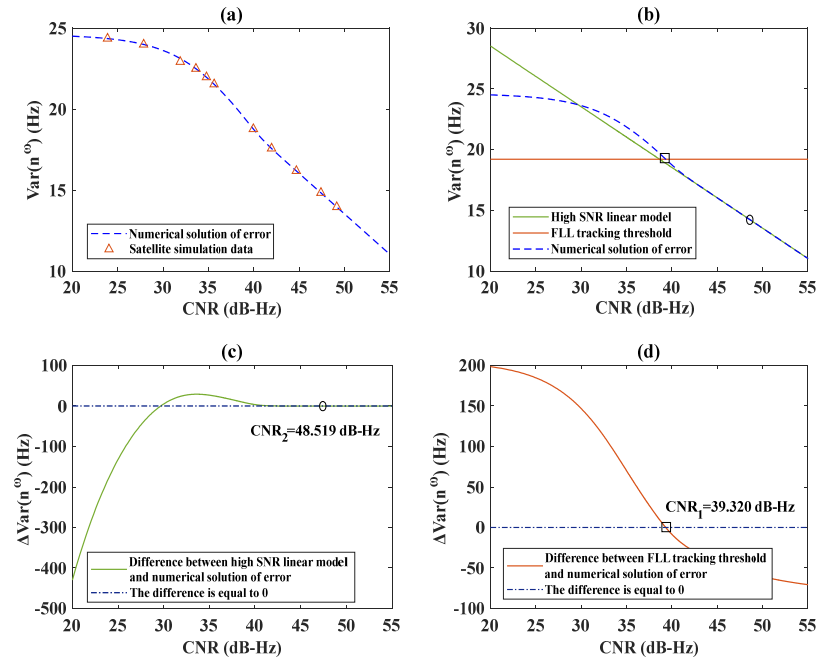 (a)
25
20
15
10
Var(n^ω) (Hz)
Numerical solution of error
Satellite simulation data
20 25 30 35 40 45 50 55
CNR (dB-Hz)
(b)
30
25
20
15
10
Var(n^ω) (Hz)
High SNR linear model
FLL tracking threshold
Numerical solution of error
20 25 30 35 40 45 50 55
CNR (dB-Hz)
(c)
100
0
-100
-200
-300
-400
-500
ΔVar(n^ω) (Hz)
CNR₂=48.519 dB-Hz
Difference between high SNR linear model
and numerical solution of error
The difference is equal to 0
20 25 30 35 40 45 50 55
CNR (dB-Hz)
(d)
200
150
100
50
0
-50
-100
ΔVar(n^ω) (Hz)
CNR₁=39.320 dB-Hz
Difference between FLL tracking threshold
and numerical solution of error
The difference is equal to 0
20 25 30 35 40 45 50 55
CNR (dB-Hz)